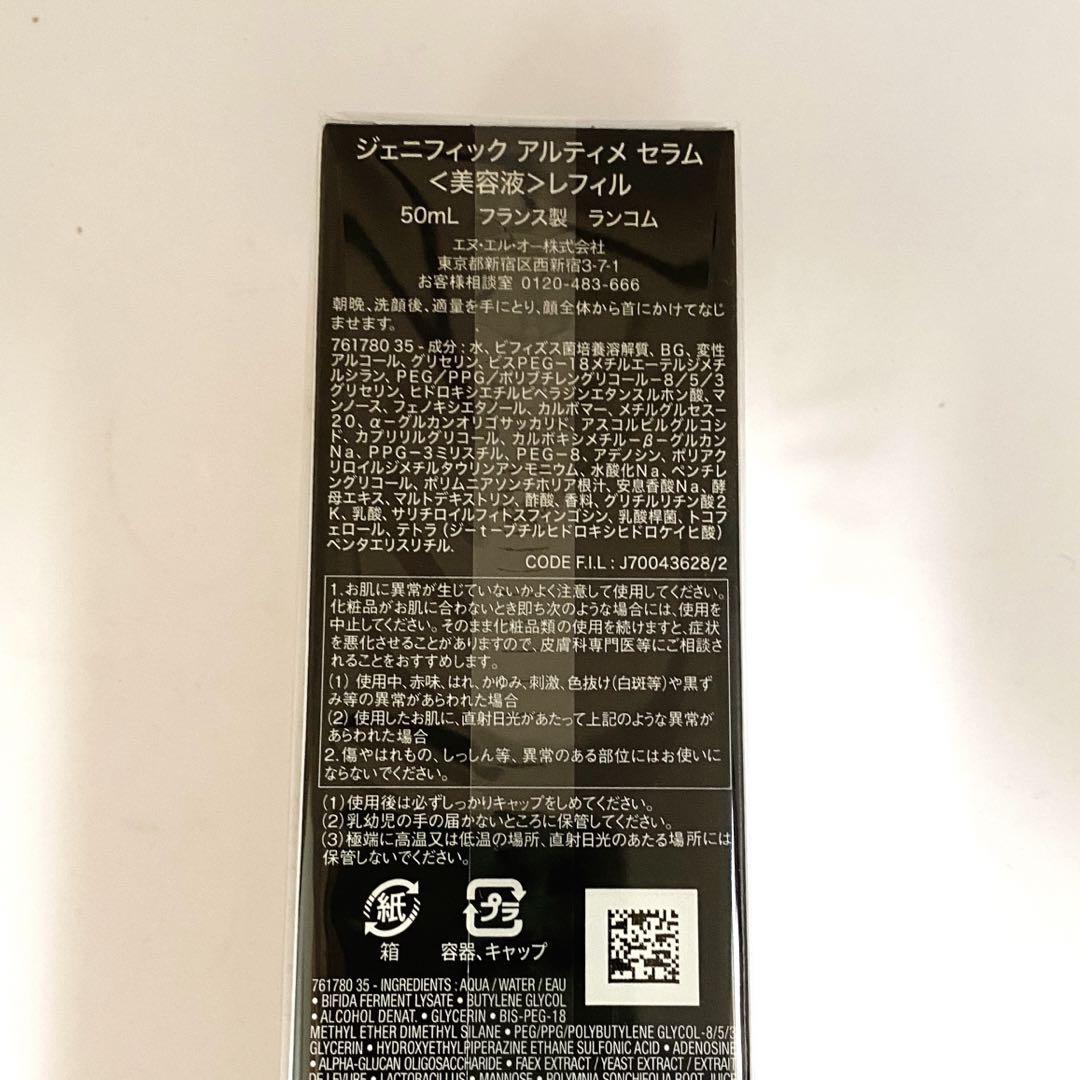 ジェニフィック アルティメ セラム
＜美容液＞レフィル
50mL フランス製 ランコム
エヌ・エル・オー株式会社
東京都新宿区西新宿3-7-1
お客様相談室 0120-483-666
朝晩、洗顔後、適量を手にとり、顔全体から首にかけてなじ
ませます。
761780 35 - 成分 : 水、ビフィズス菌培養溶解質、BG、変性
アルコール、グリセリン、ビスPEG－18メチルエーテルジメチ
ルシラン、PEG／PPG／ポリブチレングリコール－8／5／3
グリセリン、ヒドロキシエチルピペラジンエタンスルホン酸、マ
ンノース、フェノキシエタノール、カルボマー、メチルグルセス－
20、α－グルカンオリゴサッカリド、アスコルビルグルコシ
ド、カプリリルグリコール、カルボキシメチル－β－グルカン
Na、PPG－3ミリスチル、PEG－8、アデノシン、ポリアク
リロイルジメチルタウリンアンモニウム、水酸化Na、ペンチレ
ングリコール、ポリムニアソンチホリア根汁、安息香酸Na、酵
母エキス、マルトデキストリン、酢酸、香料、グリチルリチン酸2
K、乳酸、サリチロイルフィトスフィンゴシン、乳酸桿菌、トコフ
ェロール、テトラ（ジーt－ブチルヒドロキシヒドロケイヒ酸）
ペンタエリスリチル.
CODE F.I.L : J70043628/2
1.お肌に異常が生じていないかよく注意して使用してください。
化粧品がお肌に合わないとき即ち次のような場合には、使用を
中止してください。そのまま化粧品類の使用を続けますと、症状
を悪化させることがありますので、皮膚科専門医等にご相談さ
れることをおすすめします。
(1) 使用中、赤味、はれ、かゆみ、刺激、色抜け(白斑等)や黒ず
み等の異常があらわれた場合
(2) 使用したお肌に、直射日光があたって上記のような異常が
あらわれた場合
2.傷やはれもの、しっしん等、異常のある部位にはお使いに
ならないでください。
(1)使用後は必ずしっかりキャップをしめてください。
(2)乳幼児の手の届かないところに保管してください。
(3)極端に高温又は低温の場所、直射日光のあたる場所には
保管しないでください。
紙 プラ
箱 容器、キャップ
761780 35 - INGREDIENTS : AQUA / WATER / EAU
• BIFIDA FERMENT LYSATE • BUTYLENE GLYCOL
• ALCOHOL DENAT. • GLYCERIN • BIS-PEG-18
METHYL ETHER DIMETHYL SILANE • PEG/PPG/POLYBUTYLENE GLYCOL-8/5/3
GLYCERIN • HYDROXYETHYLPIPERAZINE ETHANE SULFONIC ACID • ADENOSINE
• ALPHA-GLUCAN OLIGOSACCHARIDE • FAEX EXTRACT / YEAST EXTRACT / EXTRAIT
DE LEVURE • LACTOBACILLUS • MANNOSE • POLYMNIA SONCHIFOLIA ROOT JUICE